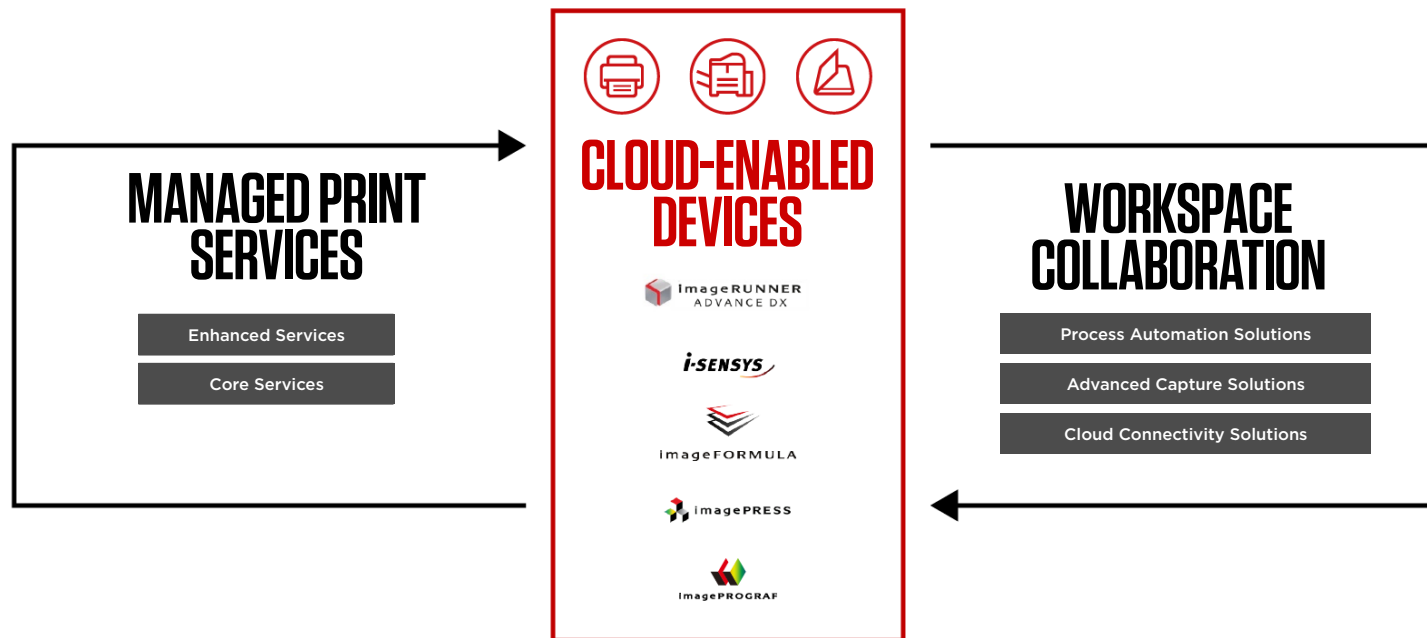 MANAGED PRINT
SERVICES
Enhanced Services
Core Services
CLOUD-ENABLED
DEVICES
imageRUNNER
ADVANCE DX
i-SENSYS
imageFORMULA
imagePRESS
imagePROGRAF
WORKSPACE
COLLABORATION
Process Automation Solutions
Advanced Capture Solutions
Cloud Connectivity Solutions